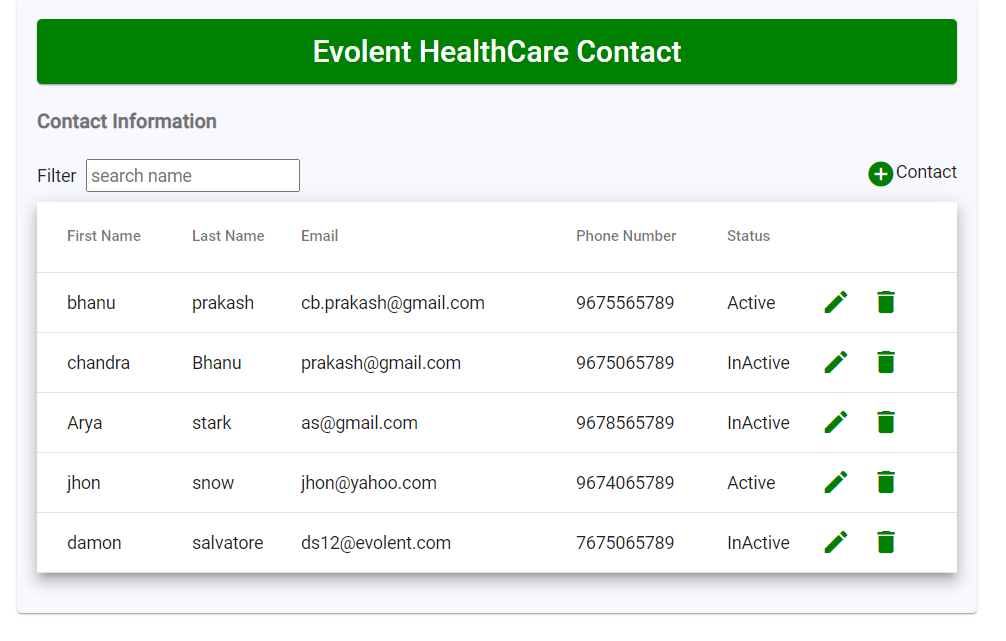 Evolent HealthCare Contact
Contact Information
Filter search name Contact
First Name Last Name Email Phone Number Status
bhanu prakash cb.prakash@gmail.com 9675565789 Active
chandra Bhanu prakash@gmail.com 9675065789 InActive
Arya stark as@gmail.com 9678565789 InActive
jhon snow jhon@yahoo.com 9674065789 Active
damon salvatore ds12@evolent.com 7675065789 InActive